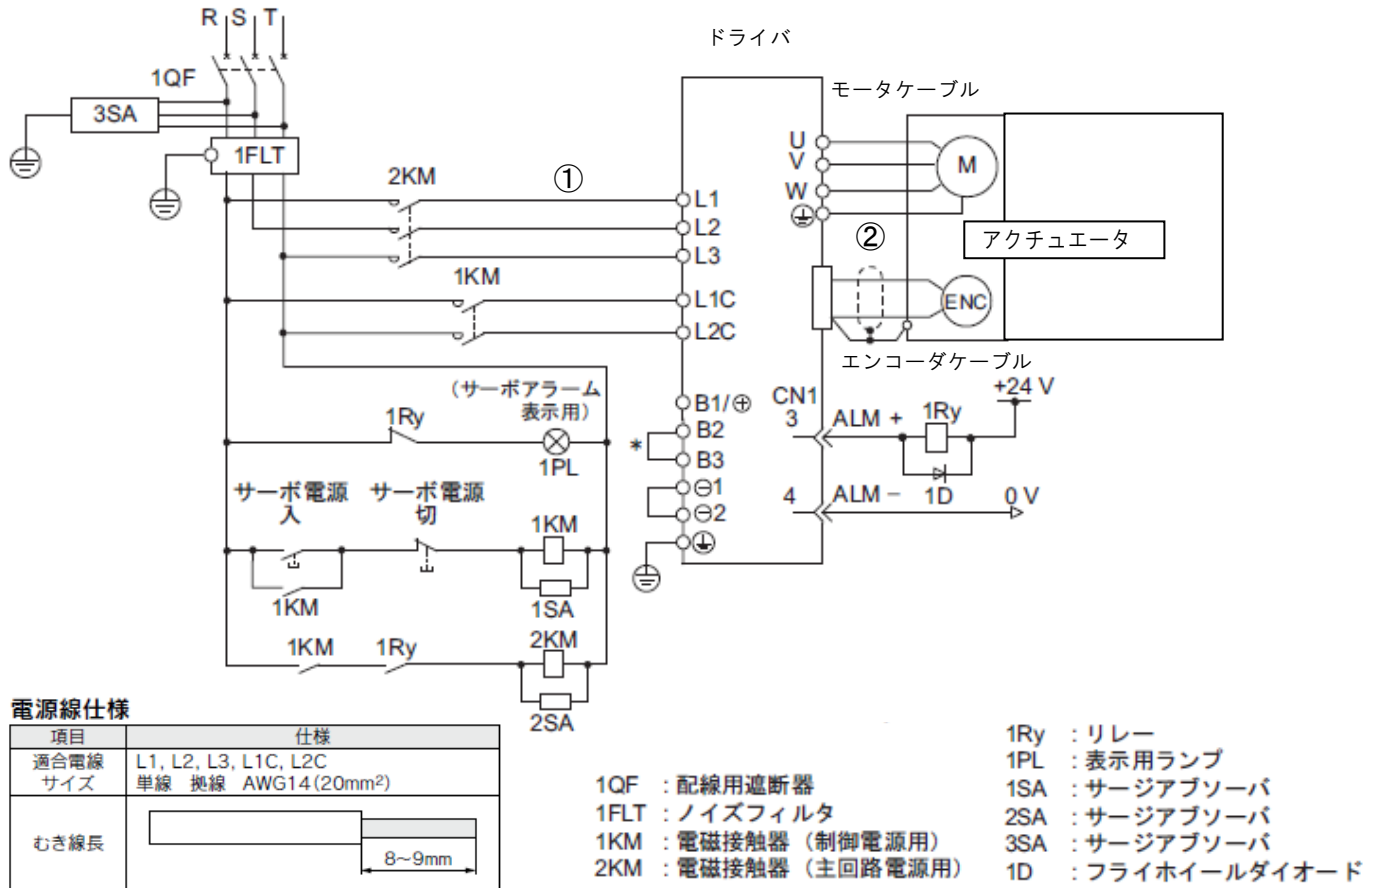 R S T
ドライバ
1QF
モータケーブル
3SA
1FLT
U
V
W
M
2KM
①
L1
L2
L3
②
アクチュエータ
1KM
L1C
L2C
ENC
エンコーダケーブル
(サーボアラーム
表示用)
1Ry
1PL
B1/⊕
B2
B3
*
⊖1
⊖2
CN1
3
ALM +
1Ry
+24 V
4
ALM −
1D
0 V
サーボ電源
入
サーボ電源
切
1KM
1KM
1SA
1KM
1Ry
2KM
2SA
電源線仕様
項目 仕様
適合電線
サイズ
L1, L2, L3, L1C, L2C
単線 拠線 AWG14(20mm²)
むき線長
8~9mm
1QF :配線用遮断器
1FLT :ノイズフィルタ
1KM :電磁接触器(制御電源用)
2KM :電磁接触器(主回路電源用)
1Ry :リレー
1PL :表示用ランプ
1SA :サージアブソーバ
2SA :サージアブソーバ
3SA :サージアブソーバ
1D :フライホイールダイオード